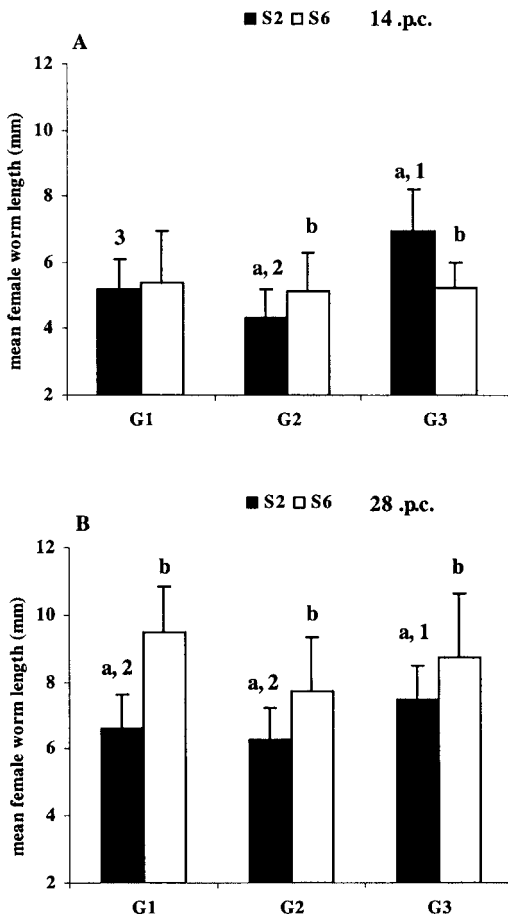 ■ S2 □ S6 14 .p.c.
A
mean female worm length (mm)
12
10
8
6
4
2
3
a, 2
b
a, 1
b
G1 G2 G3
■ S2 □ S6 28 .p.c.
B
mean female worm length (mm)
12
10
8
6
4
2
a, 2
b
a, 2
b
a, 1
b
G1 G2 G3